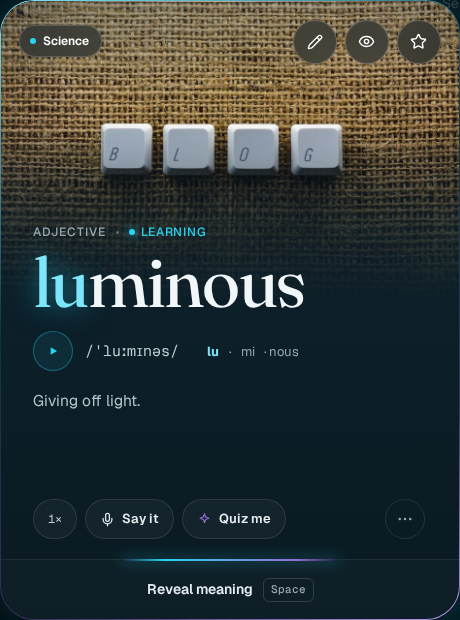 Science
B L O G
ADJECTIVE • LEARNING
luminous
/ˈluːmɪnəs/ lu · mi · nous
Giving off light.
1× Say it Quiz me ...
Reveal meaning Space